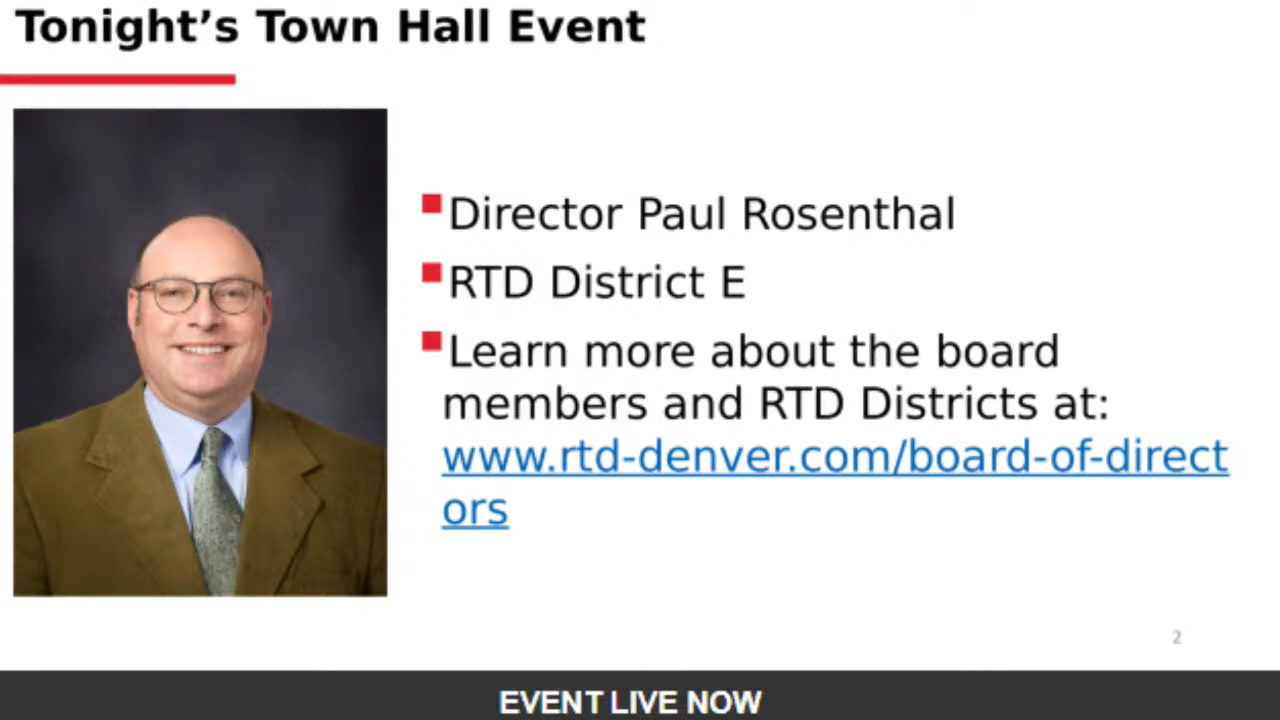 Tonight’s Town Hall Event
Director Paul Rosenthal
RTD District E
Learn more about the board
members and RTD Districts at:
www.rtd-denver.com/board-of-direct
ors
2
EVENT LIVE NOW